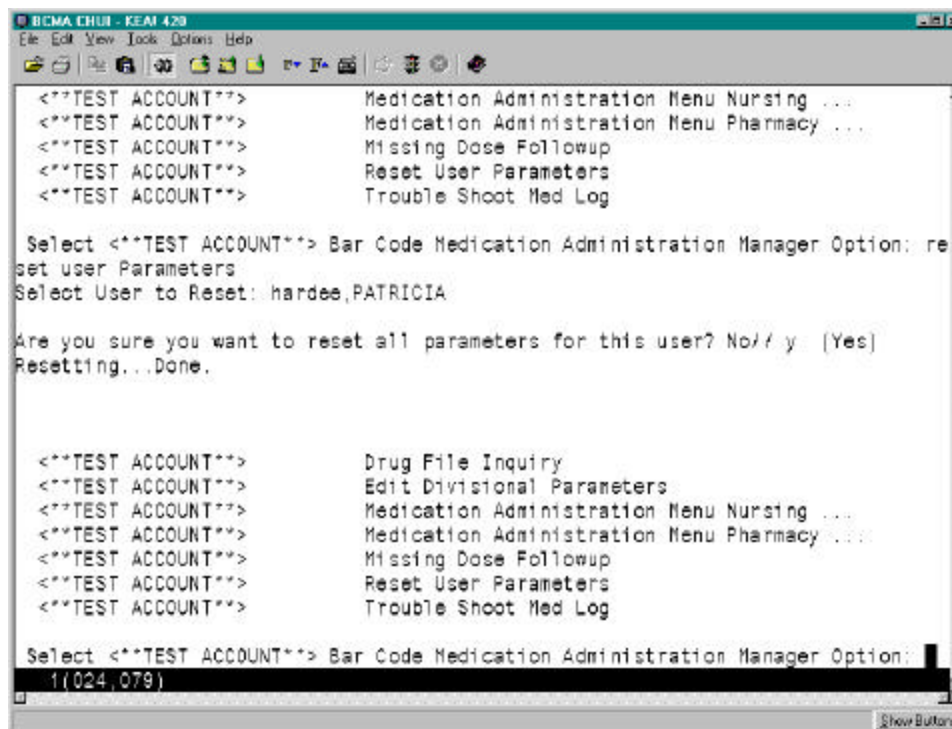 BCMA CHUI - KEAI 420
File Edit View Tools Options Help
<**TEST ACCOUNT**> Medication Administration Menu Nursing ...
<**TEST ACCOUNT**> Medication Administration Menu Pharmacy ...
<**TEST ACCOUNT**> Missing Dose Followup
<**TEST ACCOUNT**> Reset User Parameters
<**TEST ACCOUNT**> Trouble Shoot Med Log
Select <**TEST ACCOUNT**> Bar Code Medication Administration Manager Option: re
set user Parameters
Select User to Reset: hardee,PATRICIA
Are you sure you want to reset all parameters for this user? No// y (Yes)
Resetting...Done.
<**TEST ACCOUNT**> Drug File Inquiry
<**TEST ACCOUNT**> Edit Divisional Parameters
<**TEST ACCOUNT**> Medication Administration Menu Nursing ...
<**TEST ACCOUNT**> Medication Administration Menu Pharmacy ...
<**TEST ACCOUNT**> Missing Dose Followup
<**TEST ACCOUNT**> Reset User Parameters
<**TEST ACCOUNT**> Trouble Shoot Med Log
Select <**TEST ACCOUNT**> Bar Code Medication Administration Manager Option:
1(024,079)
Show Button